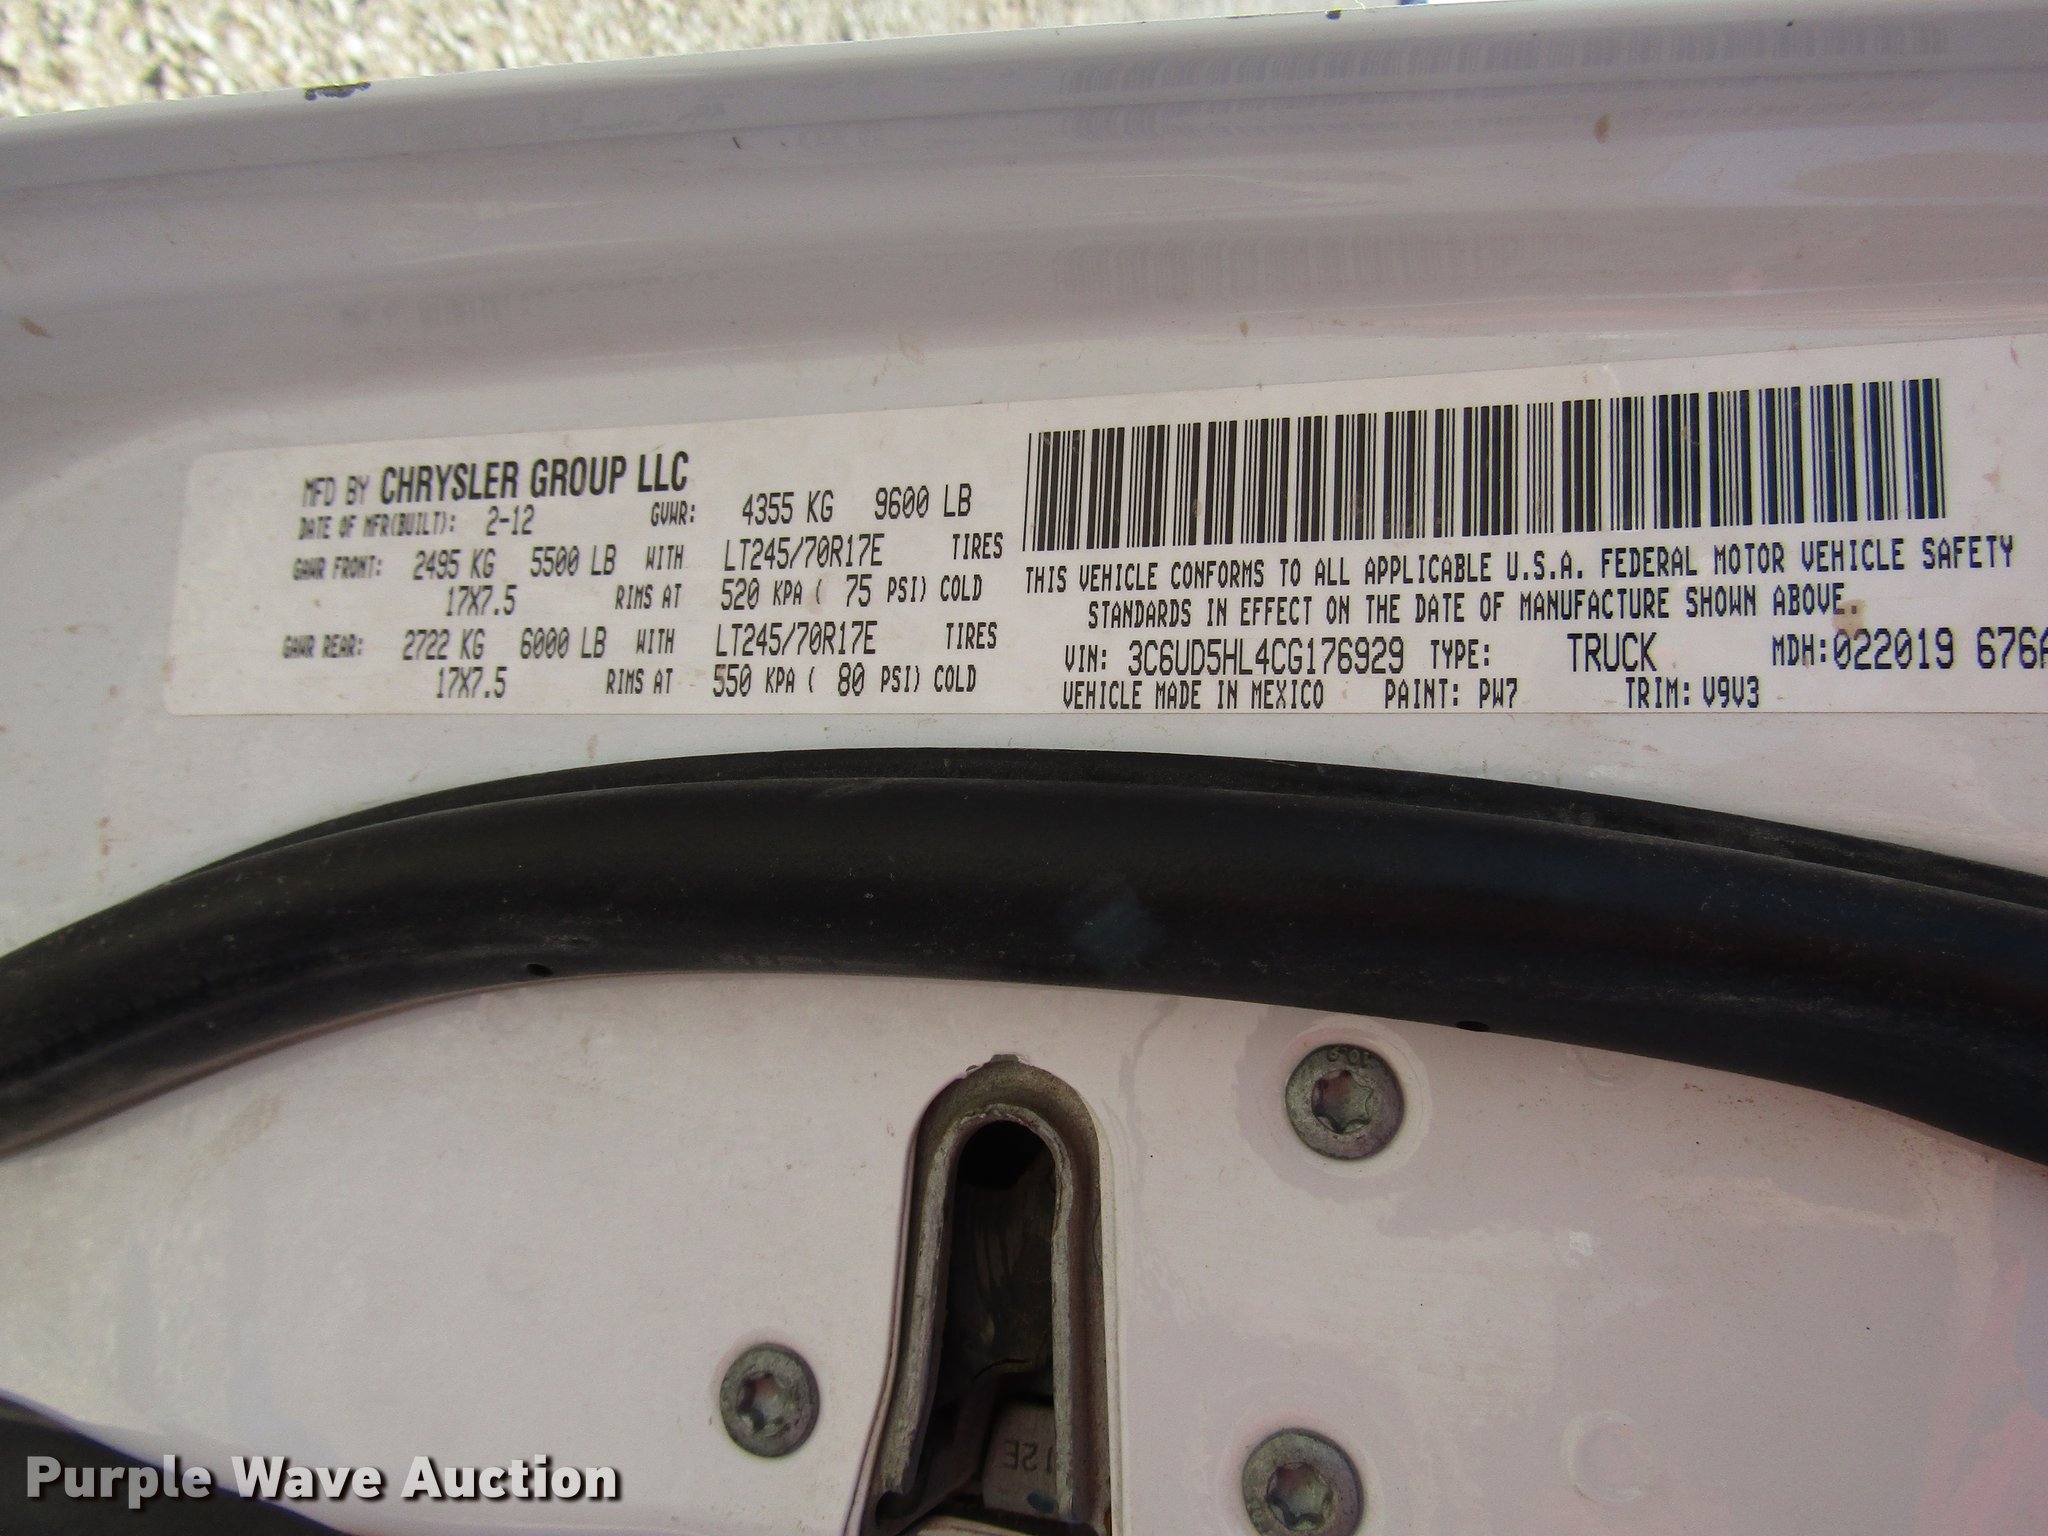 MFD BY CHRYSLER GROUP LLC
DATE OF MFR(BUILT): 2-12 GVWR: 4355 KG 9600 LB
GAWR FRONT: 2495 KG 5500 LB WITH LT245/70R17E TIRES
17X7.5 RIMS AT 520 KPA ( 75 PSI) COLD
GAWR REAR: 2722 KG 6000 LB WITH LT245/70R17E TIRES
17X7.5 RIMS AT 550 KPA ( 80 PSI) COLD
THIS VEHICLE CONFORMS TO ALL APPLICABLE U.S.A. FEDERAL MOTOR VEHICLE SAFETY
STANDARDS IN EFFECT ON THE DATE OF MANUFACTURE SHOWN ABOVE.
VIN: 3C6UD5HL4CG176929 TYPE: TRUCK MDH:022019 676A
VEHICLE MADE IN MEXICO PAINT: PW7 TRIM: V9V3
10.9
12E
Purple Wave Auction